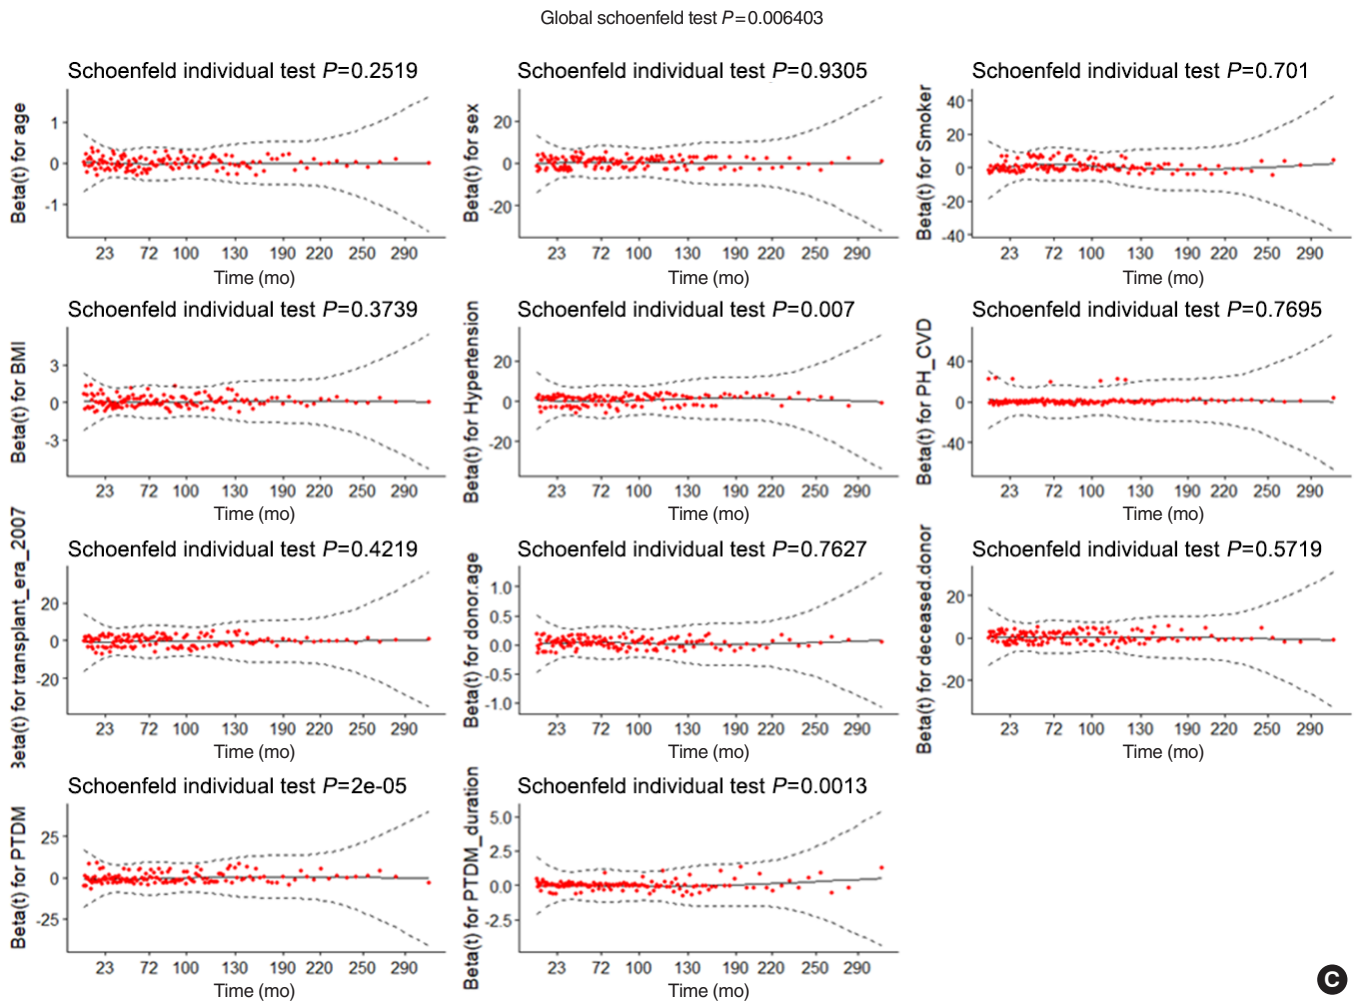 Global schoenfeld test P=0.006403
Schoenfeld individual test P=0.2519
Beta(t) for age
1
0
-1
23 72 100 130 190 220 250 290
Time (mo)
Schoenfeld individual test P=0.9305
Beta(t) for sex
20
0
-20
23 72 100 130 190 220 250 290
Time (mo)
Schoenfeld individual test P=0.701
Beta(t) for Smoker
40
20
0
-20
-40
23 72 100 130 190 220 250 290
Time (mo)
Schoenfeld individual test P=0.3739
Beta(t) for BMI
3
0
-3
23 72 100 130 190 220 250 290
Time (mo)
Schoenfeld individual test P=0.007
Beta(t) for Hypertension
20
0
-20
23 72 100 130 190 220 250 290
Time (mo)
Schoenfeld individual test P=0.7695
Beta(t) for PH_CVD
40
0
-40
23 72 100 130 190 220 250 290
Time (mo)
Schoenfeld individual test P=0.4219
Beta(t) for transplant_era_2007
20
0
-20
23 72 100 130 190 220 250 290
Time (mo)
Schoenfeld individual test P=0.7627
Beta(t) for donor.age
1.0
0.5
0.0
-0.5
-1.0
23 72 100 130 190 220 250 290
Time (mo)
Schoenfeld individual test P=0.5719
Beta(t) for deceased.donor
20
0
-20
23 72 100 130 190 220 250 290
Time (mo)
Schoenfeld individual test P=2e-05
Beta(t) for PTDM
25
0
-25
23 72 100 130 190 220 250 290
Time (mo)
Schoenfeld individual test P=0.0013
Beta(t) for PTDM_duration
5.0
2.5
0.0
-2.5
23 72 100 130 190 220 250 290
Time (mo)
C